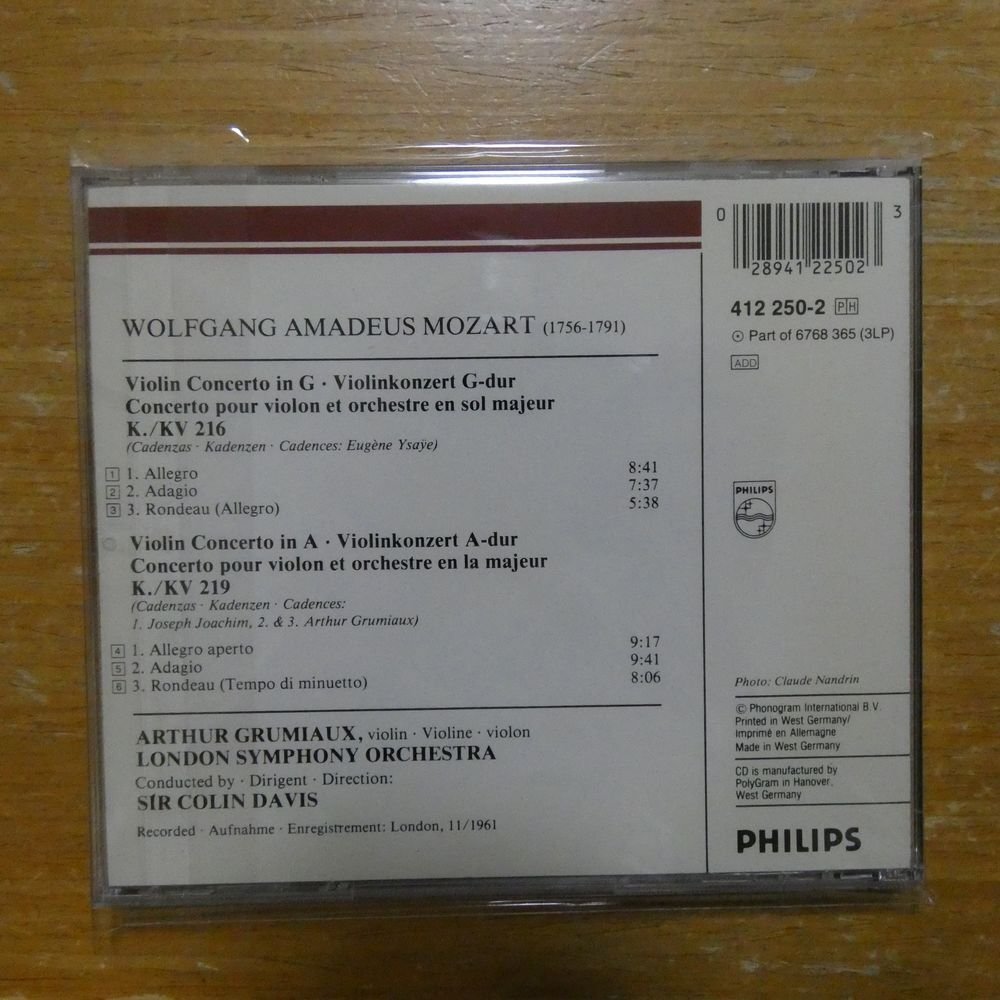 WOLFGANG AMADEUS MOZART (1756-1791)
Violin Concerto in G · Violinkonzert G-dur
Concerto pour violon et orchestre en sol majeur
K./KV 216
(Cadenzas · Kadenzen · Cadences: Eugène Ysaÿe)
1 1. Allegro 8:41
2 2. Adagio 7:37
3 3. Rondeau (Allegro) 5:38
Violin Concerto in A · Violinkonzert A-dur
Concerto pour violon et orchestre en la majeur
K./KV 219
(Cadenzas · Kadenzen · Cadences:
1. Joseph Joachim, 2. & 3. Arthur Grumiaux)
4 1. Allegro aperto 9:17
5 2. Adagio 9:41
6 3. Rondeau (Tempo di minuetto) 8:06
ARTHUR GRUMIAUX, violin · Violine · violon
LONDON SYMPHONY ORCHESTRA
Conducted by · Dirigent · Direction:
SIR COLIN DAVIS
Recorded · Aufnahme · Enregistrement: London, 11/1961
0 28941 22502 3
412 250-2 PH
Ⓟ Part of 6768 365 (3LP)
ADD
PHILIPS
Photo: Claude Nandrin
© Phonogram International B.V.
Printed in West Germany/
Imprimé en Allemagne
Made in West Germany
CD is manufactured by
PolyGram in Hanover,
West Germany
PHILIPS